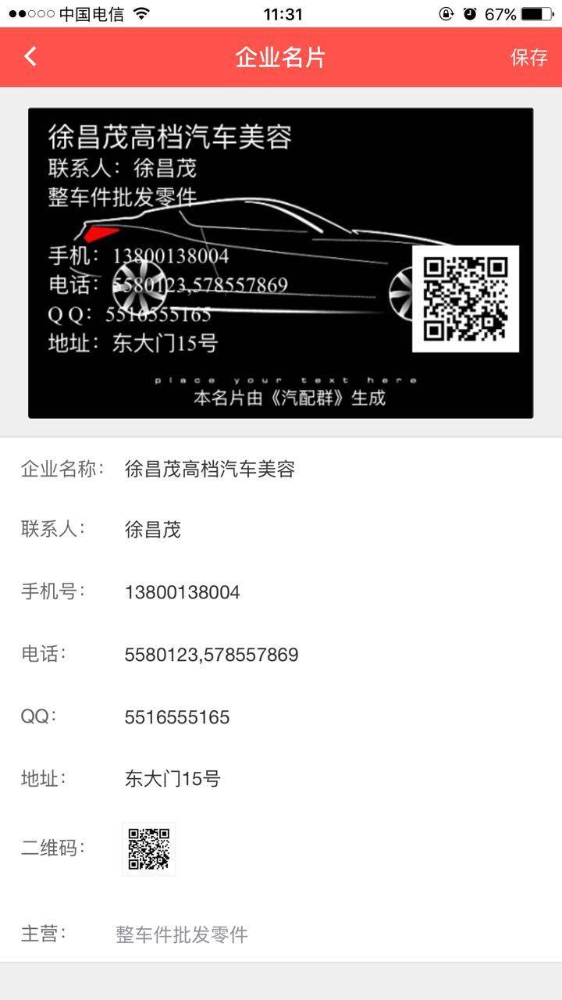 中国电信 11:31 67%
企业名片 保存
徐昌茂高档汽车美容
联系人：徐昌茂
整车件批发零件
手机：13800138004
电话：5580123,578557869
Q Q：5516555165
地址：东大门15号
place your text here
本名片由《汽配群》生成
企业名称： 徐昌茂高档汽车美容
联系人： 徐昌茂
手机号： 13800138004
电话： 5580123,578557869
QQ： 5516555165
地址： 东大门15号
二维码：
主营： 整车件批发零件